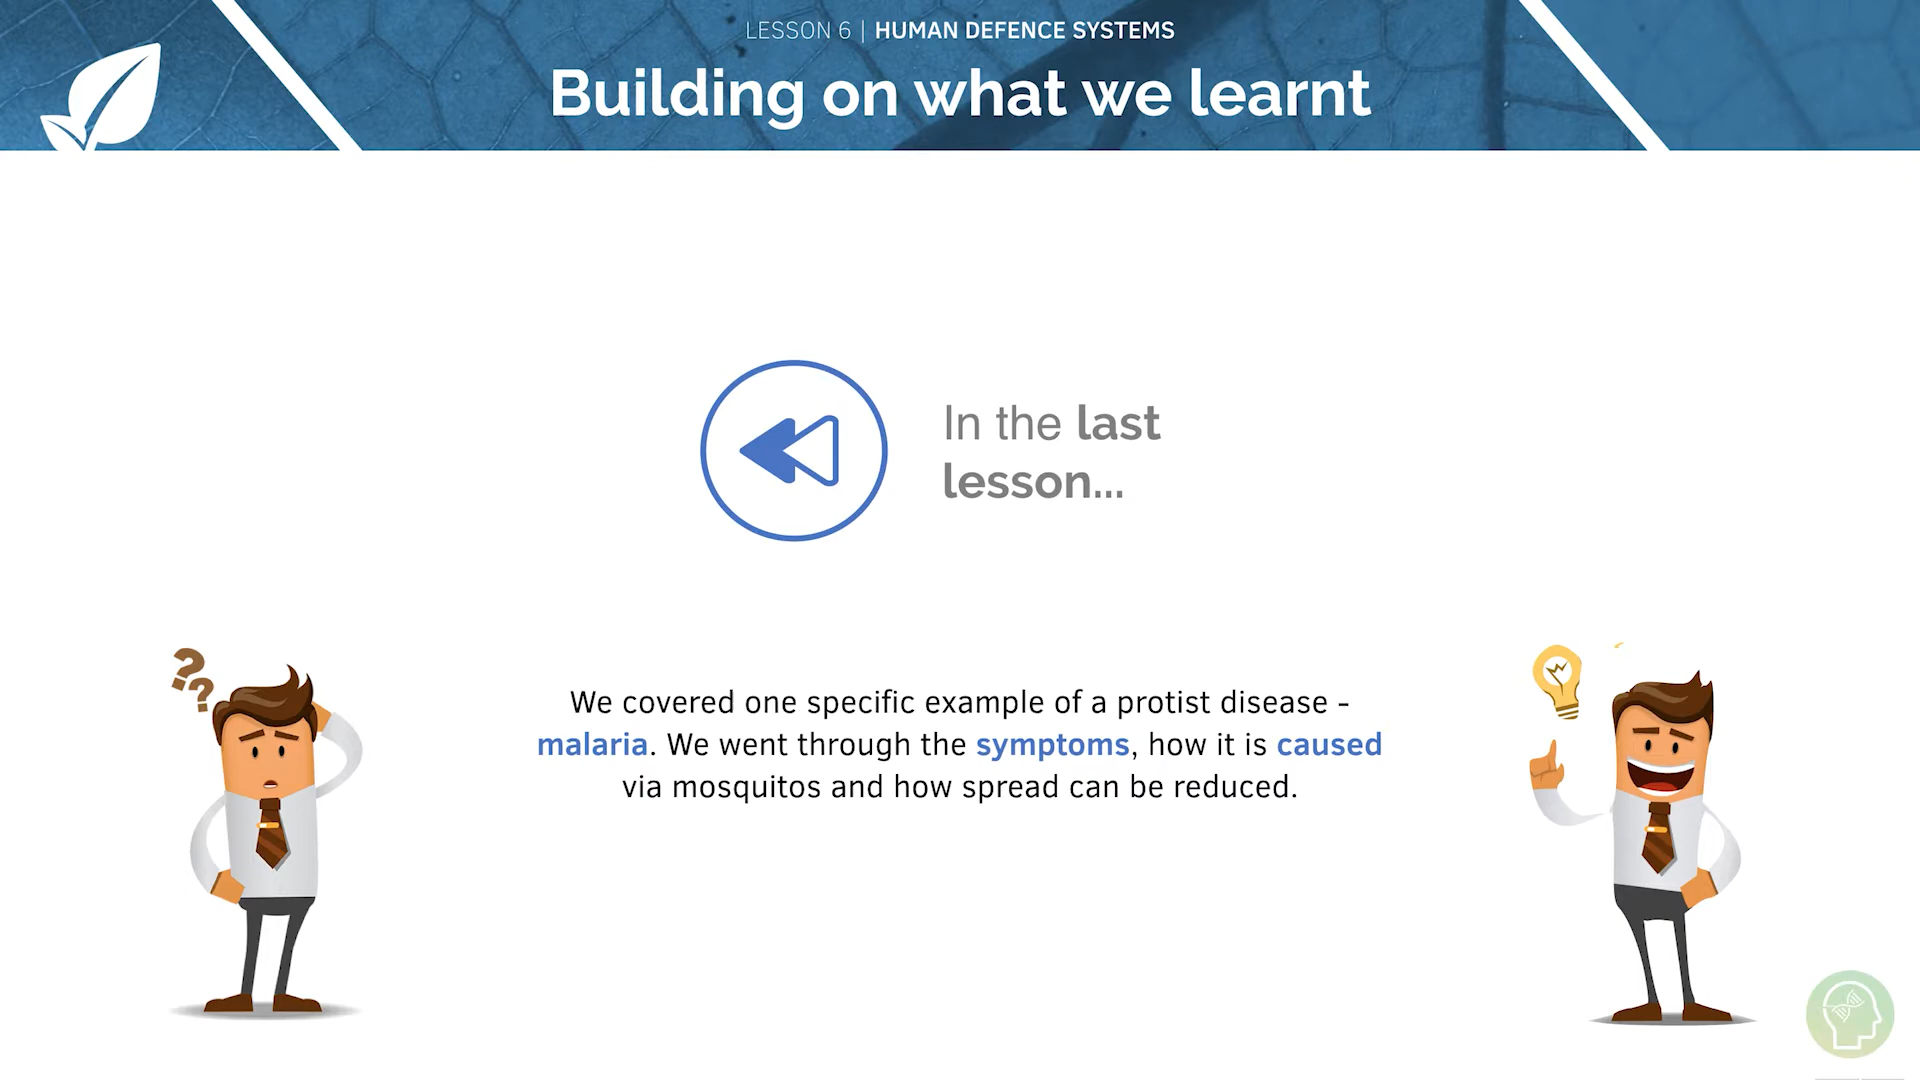 LESSON 6 | HUMAN DEFENCE SYSTEMS
Building on what we learnt
In the last
lesson...
??
We covered one specific example of a protist disease -
malaria. We went through the symptoms, how it is caused
via mosquitos and how spread can be reduced.